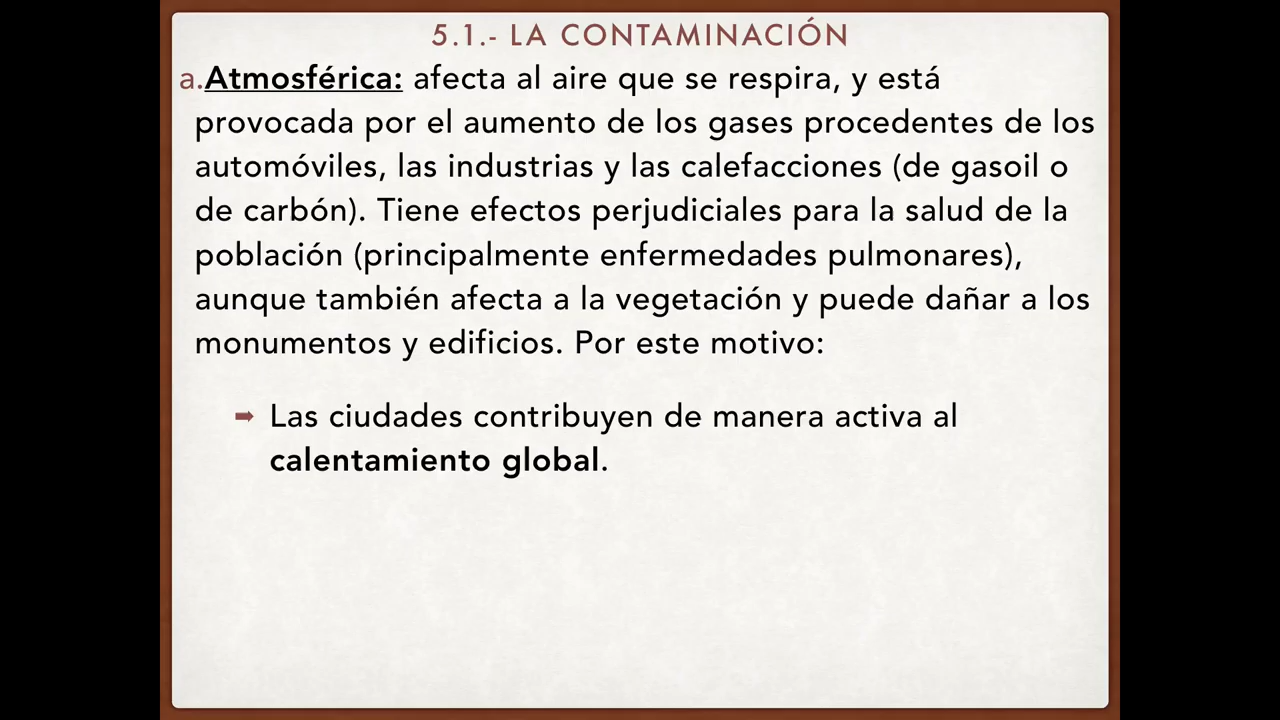 5.1.- LA CONTAMINACIÓN
a.Atmosférica: afecta al aire que se respira, y está
provocada por el aumento de los gases procedentes de los
automóviles, las industrias y las calefacciones (de gasoil o
de carbón). Tiene efectos perjudiciales para la salud de la
población (principalmente enfermedades pulmonares),
aunque también afecta a la vegetación y puede dañar a los
monumentos y edificios. Por este motivo:
➡ Las ciudades contribuyen de manera activa al
calentamiento global.